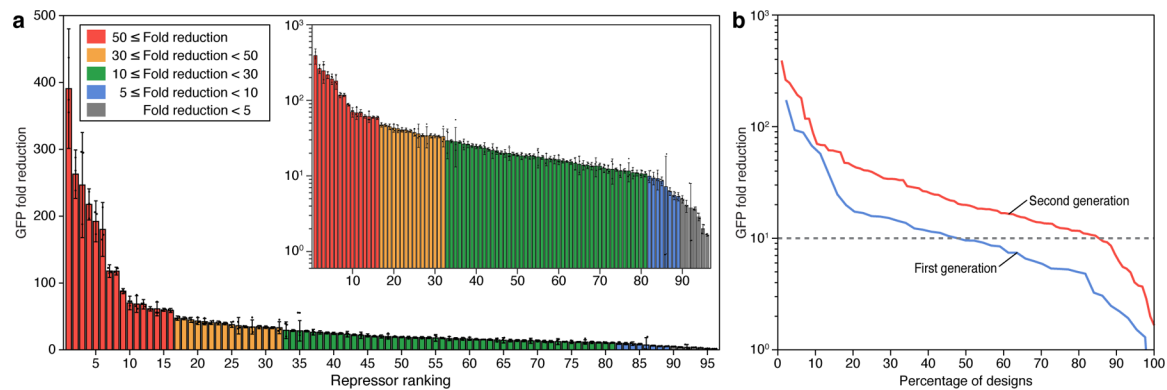 a
500
400
300
200
100
0
GFP fold reduction
50 ≤ Fold reduction
30 ≤ Fold reduction < 50
10 ≤ Fold reduction < 30
5 ≤ Fold reduction < 10
Fold reduction < 5
10³
10²
10¹
10⁰
10 20 30 40 50 60 70 80 90
5 10 15 20 25 30 35 40 45 50 55 60 65 70 75 80 85 90 95
Repressor ranking
b
10³
10²
10¹
10⁰
GFP fold reduction
Second generation
First generation
0 10 20 30 40 50 60 70 80 90 100
Percentage of designs